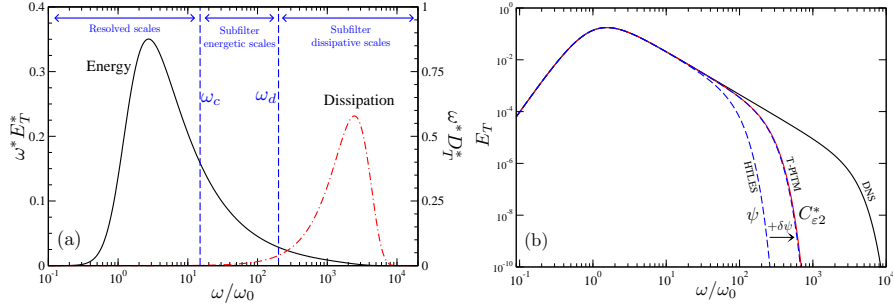 Resolved scales
Subfilter
energetic scales
Subfilter
dissipative scales
Energy
Dissipation
ω_c
ω_d
(a)
0.4
0.3
0.2
0.1
0
1
0.75
0.5
0.25
0
10^-1
10^0
10^1
10^2
10^3
10^4
ω*E_T*
ω*D_T*
ω/ω_0
10^0
10^-2
10^-4
10^-6
10^-8
10^-10
10^-1
10^0
10^1
10^2
10^3
10^4
E_T
ω/ω_0
HTLES
T-PITM
DNS
ψ
+δψ
C*_ε2
(b)